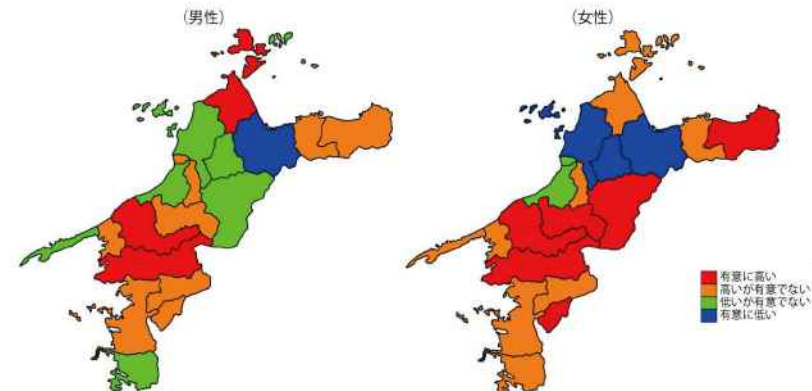 (男性)
(女性)
有意に高い
高いが有意でない
低いが有意でない
有意に低い